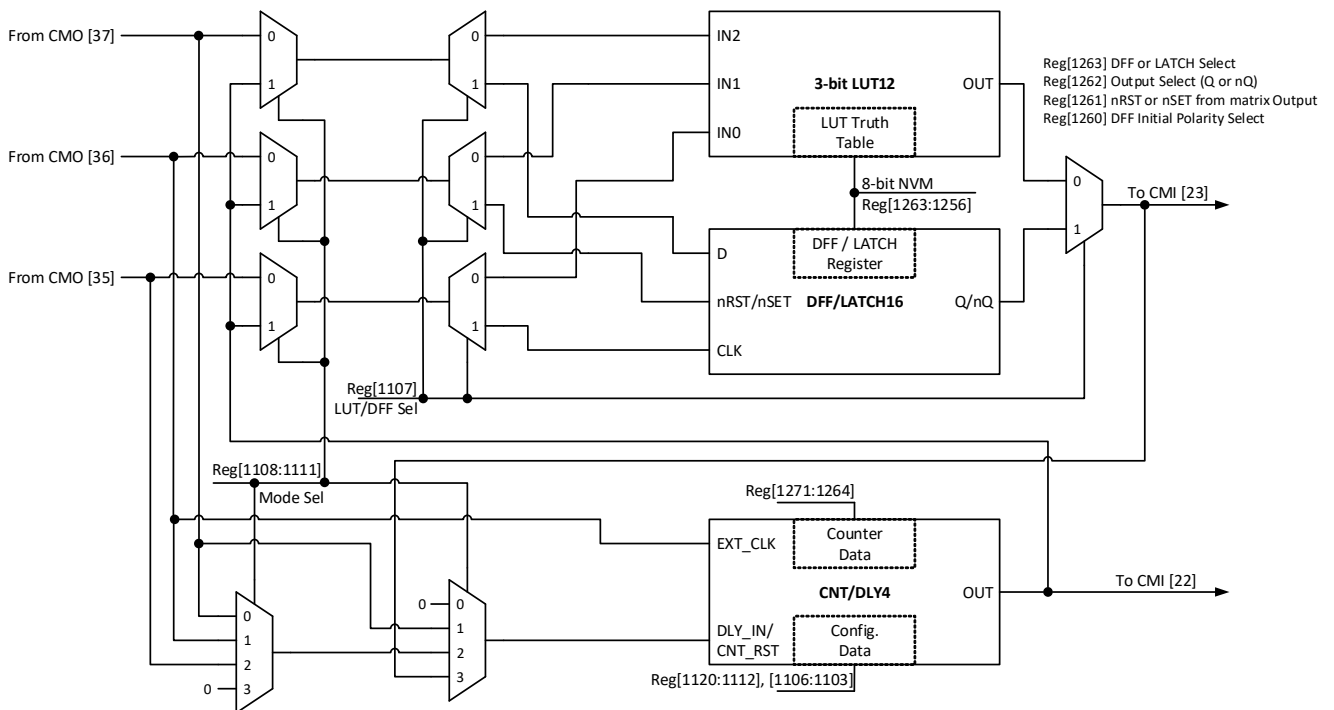 From CMO [37]
0
1
0
1
IN2
IN1
IN0
3-bit LUT12
OUT
LUT Truth
Table
Reg[1263] DFF or LATCH Select
Reg[1262] Output Select (Q or nQ)
Reg[1261] nRST or nSET from matrix Output
Reg[1260] DFF Initial Polarity Select
From CMO [36]
0
1
0
1
8-bit NVM
Reg[1263:1256]
0
1
To CMI [23]
From CMO [35]
0
1
0
1
D
nRST/nSET
CLK
DFF / LATCH
Register
DFF/LATCH16
Q/nQ
Reg[1107]
LUT/DFF Sel
Reg[1108:1111]
Mode Sel
Reg[1271:1264]
EXT_CLK
Counter
Data
CNT/DLY4
OUT
To CMI [22]
DLY_IN/
CNT_RST
Config.
Data
0
1
2
0
3
0
0
1
2
3
Reg[1120:1112], [1106:1103]